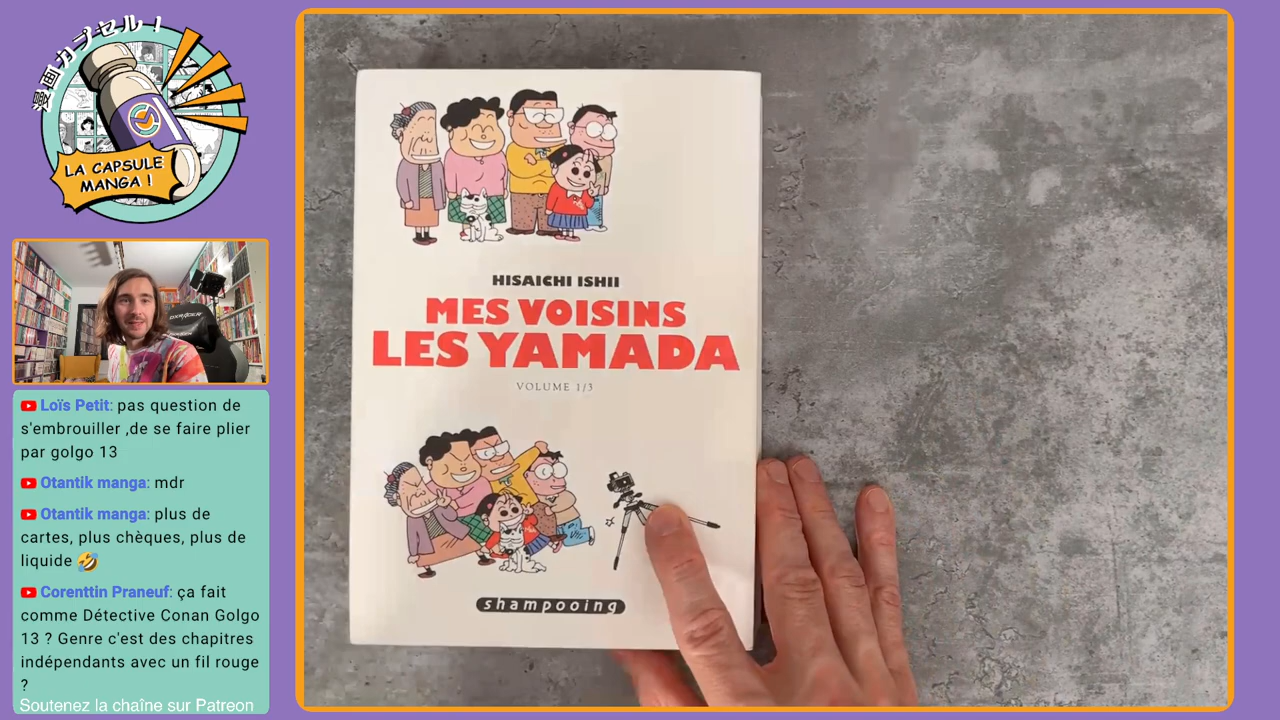 漫画カプセル!
LA CAPSULE
MANGA !
Loïs Petit: pas question de
s'embrouiller ,de se faire plier
par golgo 13
Otantik manga: mdr
Otantik manga: plus de
cartes, plus chèques, plus de
liquide 🤣
Corenttin Praneuf: ça fait
comme Détective Conan Golgo
13 ? Genre c'est des chapitres
indépendants avec un fil rouge
?
Soutenez la chaîne sur Patreon
HISAICHI ISHII
MES VOISINS
LES YAMADA
VOLUME 1/3
shampooing